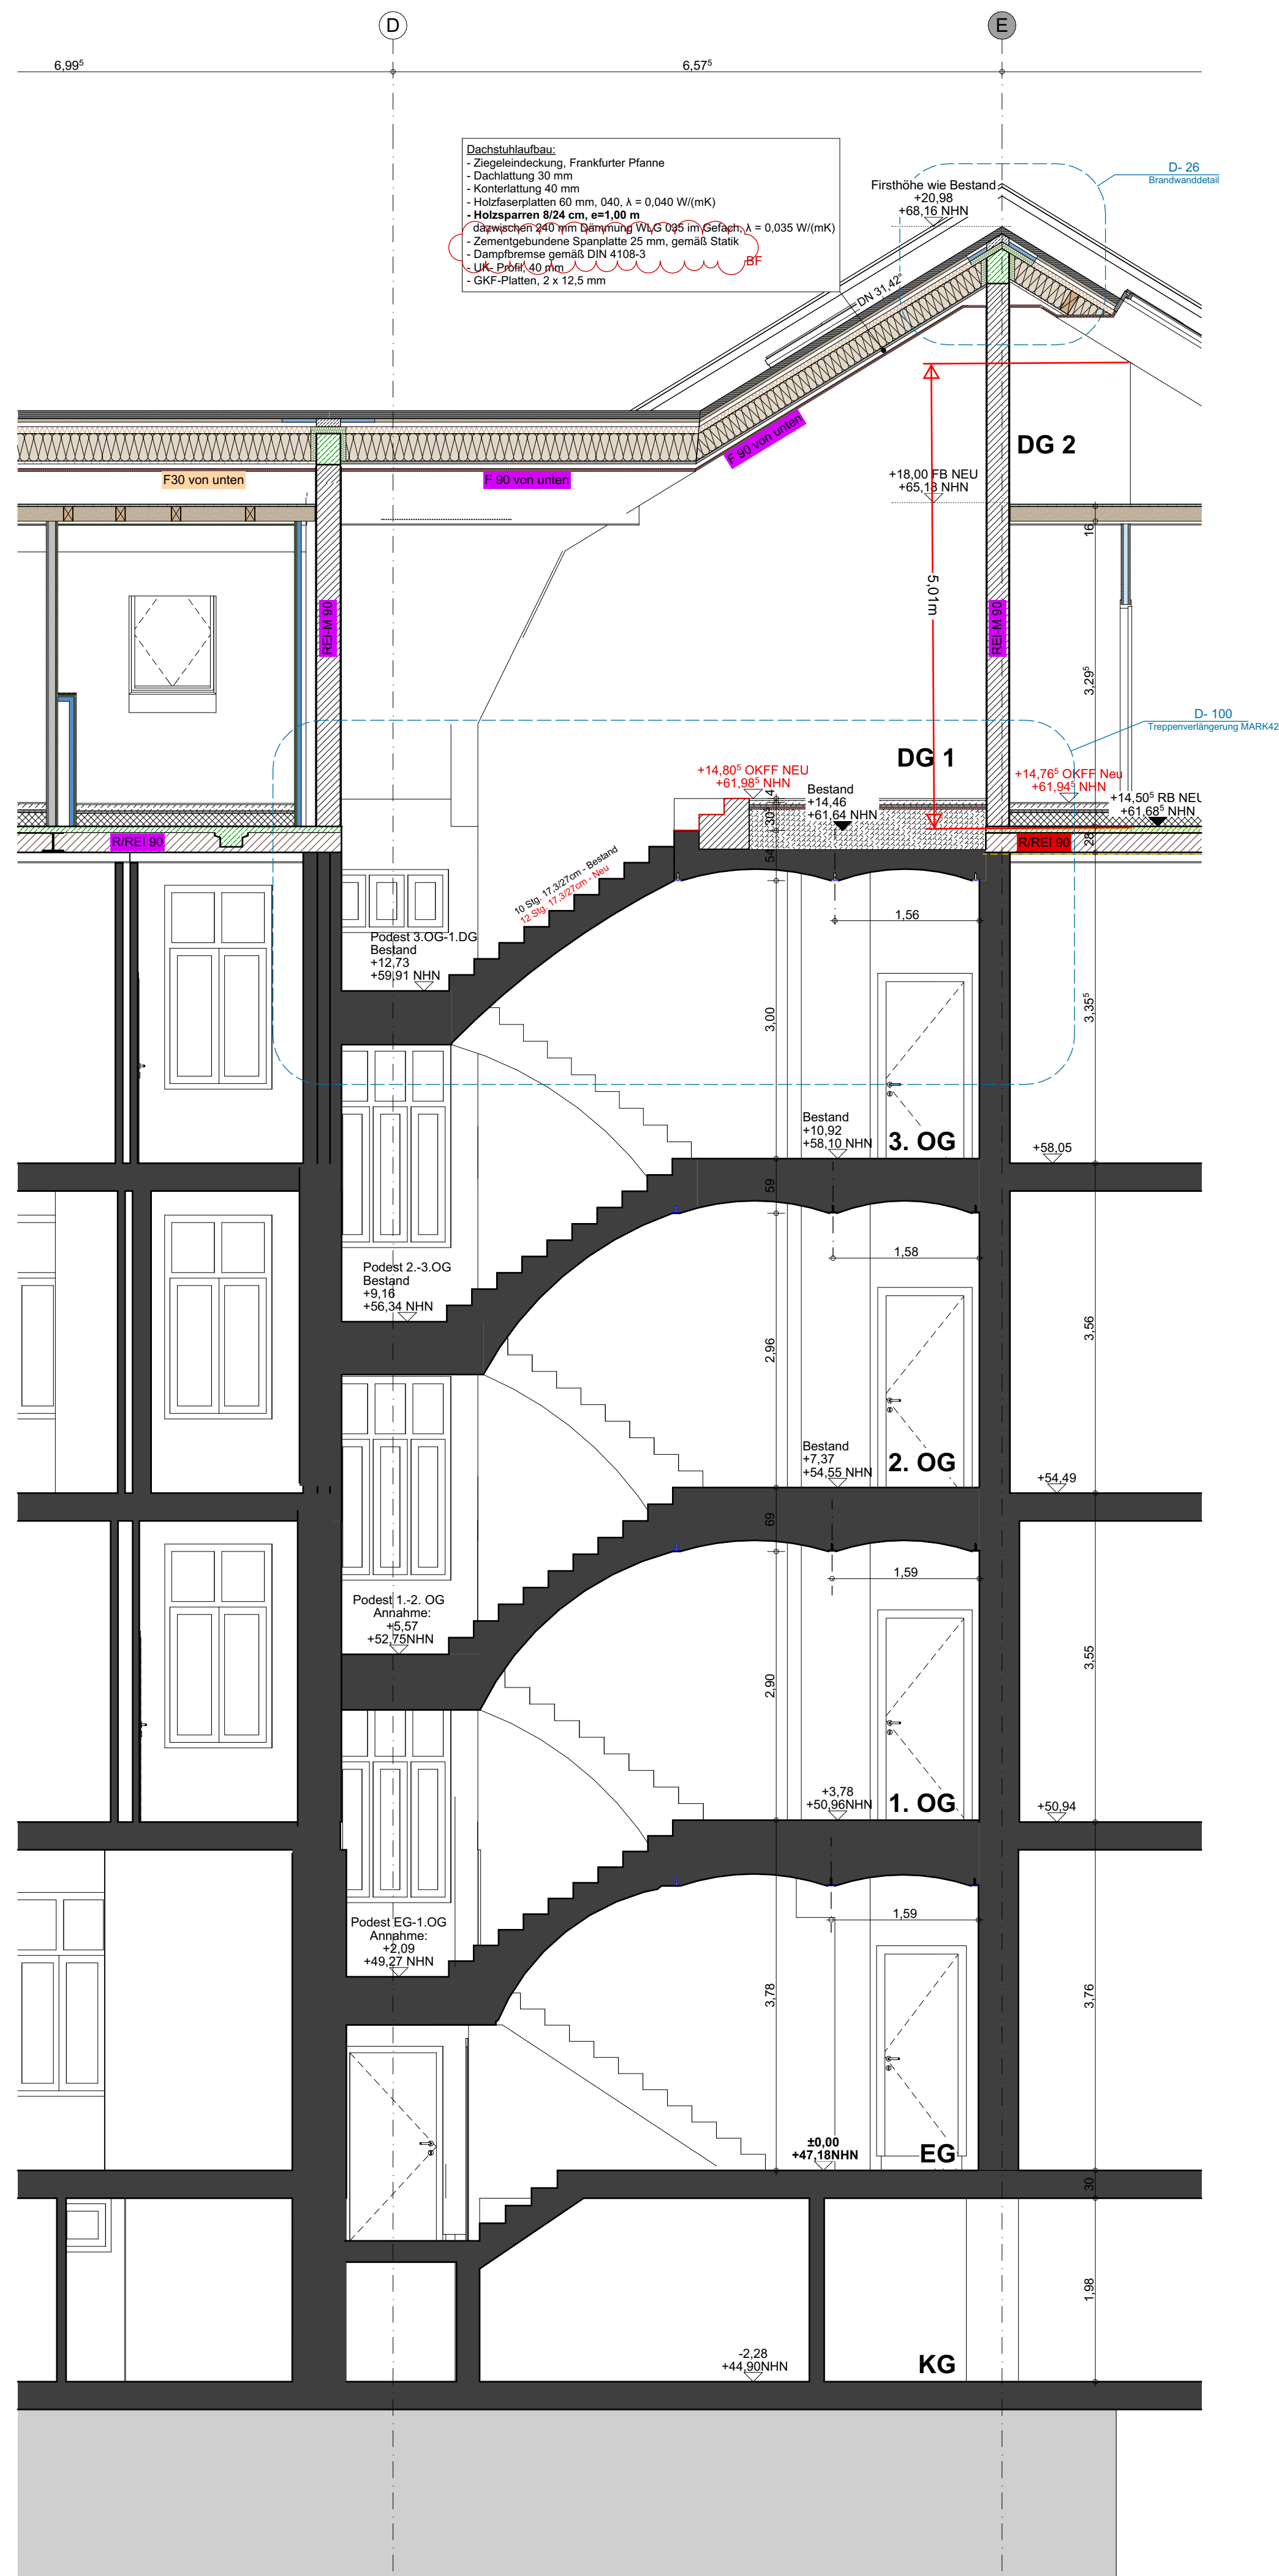 D
E
6,99⁵
6,57⁵
Dachstuhlaufbau:
- Ziegeleindeckung, Frankfurter Pfanne
- Dachlattung 30 mm
- Konterlattung 40 mm
- Holzfaserplatten 60 mm, 040, λ = 0,040 W/(mK)
- Holzsparren 8/24 cm, e=1,00 m
dazwischen 240 mm Dämmung WLG 035 im Gefach, λ = 0,035 W/(mK)
- Zementgebundene Spanplatte 25 mm, gemäß Statik
- Dampfbremse gemäß DIN 4108-3
- UK- Profil, 40 mm
- GKF-Platten, 2 x 12,5 mm
BF
D- 26
Brandwanddetail
Firsthöhe wie Bestand
+20,98
+68,16 NHN
DN 31,42°
F 90 von unten
F30 von unten
F 90 von unten
DG 2
+18,00 FB NEU
+65,18 NHN
16
5,01m
REI-M 90
REI-M 90
3,29⁵
D- 100
Treppenverlängerung MARK42
DG 1
+14,80⁵ OKFF NEU
+61,98⁵ NHN
Bestand
+14,46
+61,64 NHN
+14,76⁵ OKFF Neu
+61,94⁵ NHN
+14,50⁵ RB NEU
+61,68⁵ NHN
4
30⁵
54
28
R/REI 90
R/REI 90
10 Stg. 17,3/27cm - Bestand
12 Stg. 17,3/27cm - Neu
1,56
Podest 3.OG-1.DG
Bestand
+12,73
+59,91 NHN
3,00
3,35⁵
Bestand
+10,92
+58,10 NHN
3. OG
+58,05
59
1,58
Podest 2.-3.OG
Bestand
+9,16
+56,34 NHN
2,96
3,56
Bestand
+7,37
+54,55 NHN
2. OG
+54,49
69
1,59
Podest 1.-2. OG
Annahme:
+5,57
+52,75NHN
2,90
3,55
+3,78
+50,96NHN
1. OG
+50,94
1,59
Podest EG-1.OG
Annahme:
+2,09
+49,27 NHN
3,78
3,76
±0,00
+47,18NHN
EG
30
1,98
-2,28
+44,90NHN
KG